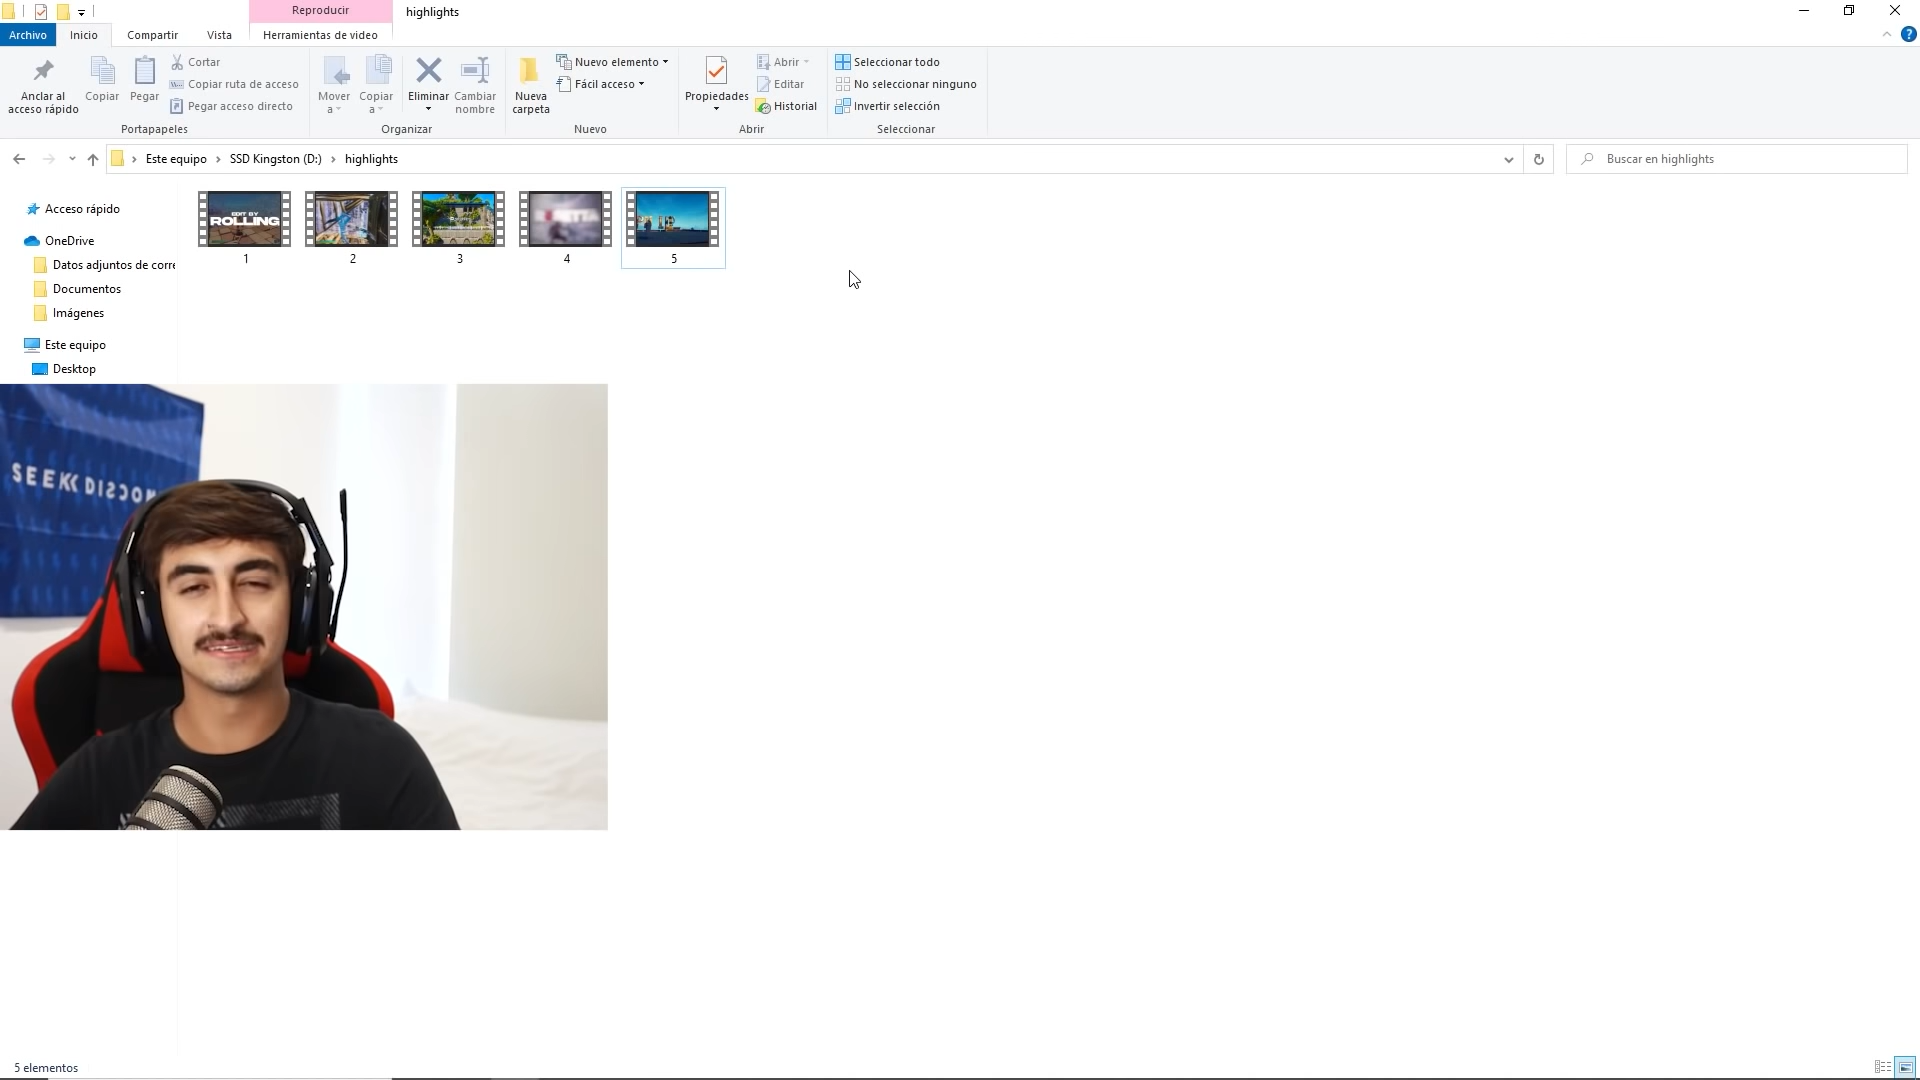 Reproducir
highlights
Archivo
Inicio
Compartir
Vista
Herramientas de video
Anclar al
acceso rápido
Copiar
Pegar
Cortar
Copiar ruta de acceso
Pegar acceso directo
Portapapeles
Mover
a
Copiar
a
Eliminar
Cambiar
nombre
Organizar
Nueva
carpeta
Nuevo elemento
Fácil acceso
Nuevo
Propiedades
Abrir
Editar
Historial
Abrir
Seleccionar todo
No seleccionar ninguno
Invertir selección
Seleccionar
Este equipo > SSD Kingston (D:) > highlights
Buscar en highlights
Acceso rápido
OneDrive
Datos adjuntos de corre
Documentos
Imágenes
Este equipo
Desktop
EDIT BY
ROLLING
1
2
3
4
5
SEEK DISCOM
5 elementos